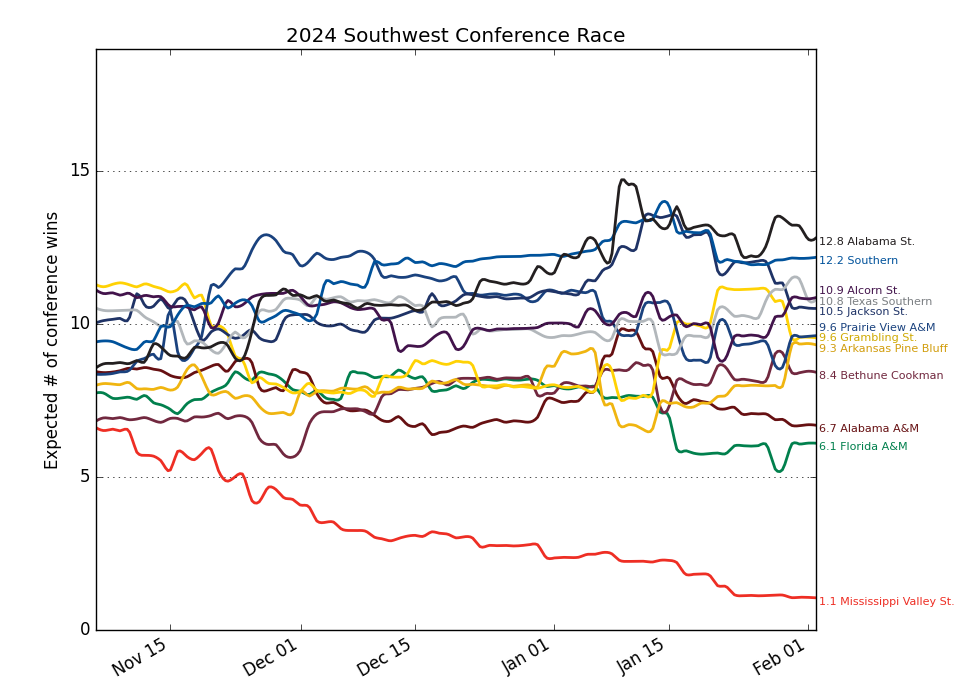 2024 Southwest Conference Race
Expected # of conference wins
15
10
5
0
12.8 Alabama St.
12.2 Southern
10.9 Alcorn St.
10.8 Texas Southern
10.5 Jackson St.
9.6 Prairie View A&M
9.6 Grambling St.
9.3 Arkansas Pine Bluff
8.4 Bethune Cookman
6.7 Alabama A&M
6.1 Florida A&M
1.1 Mississippi Valley St.
Nov 15
Dec 01
Dec 15
Jan 01
Jan 15
Feb 01